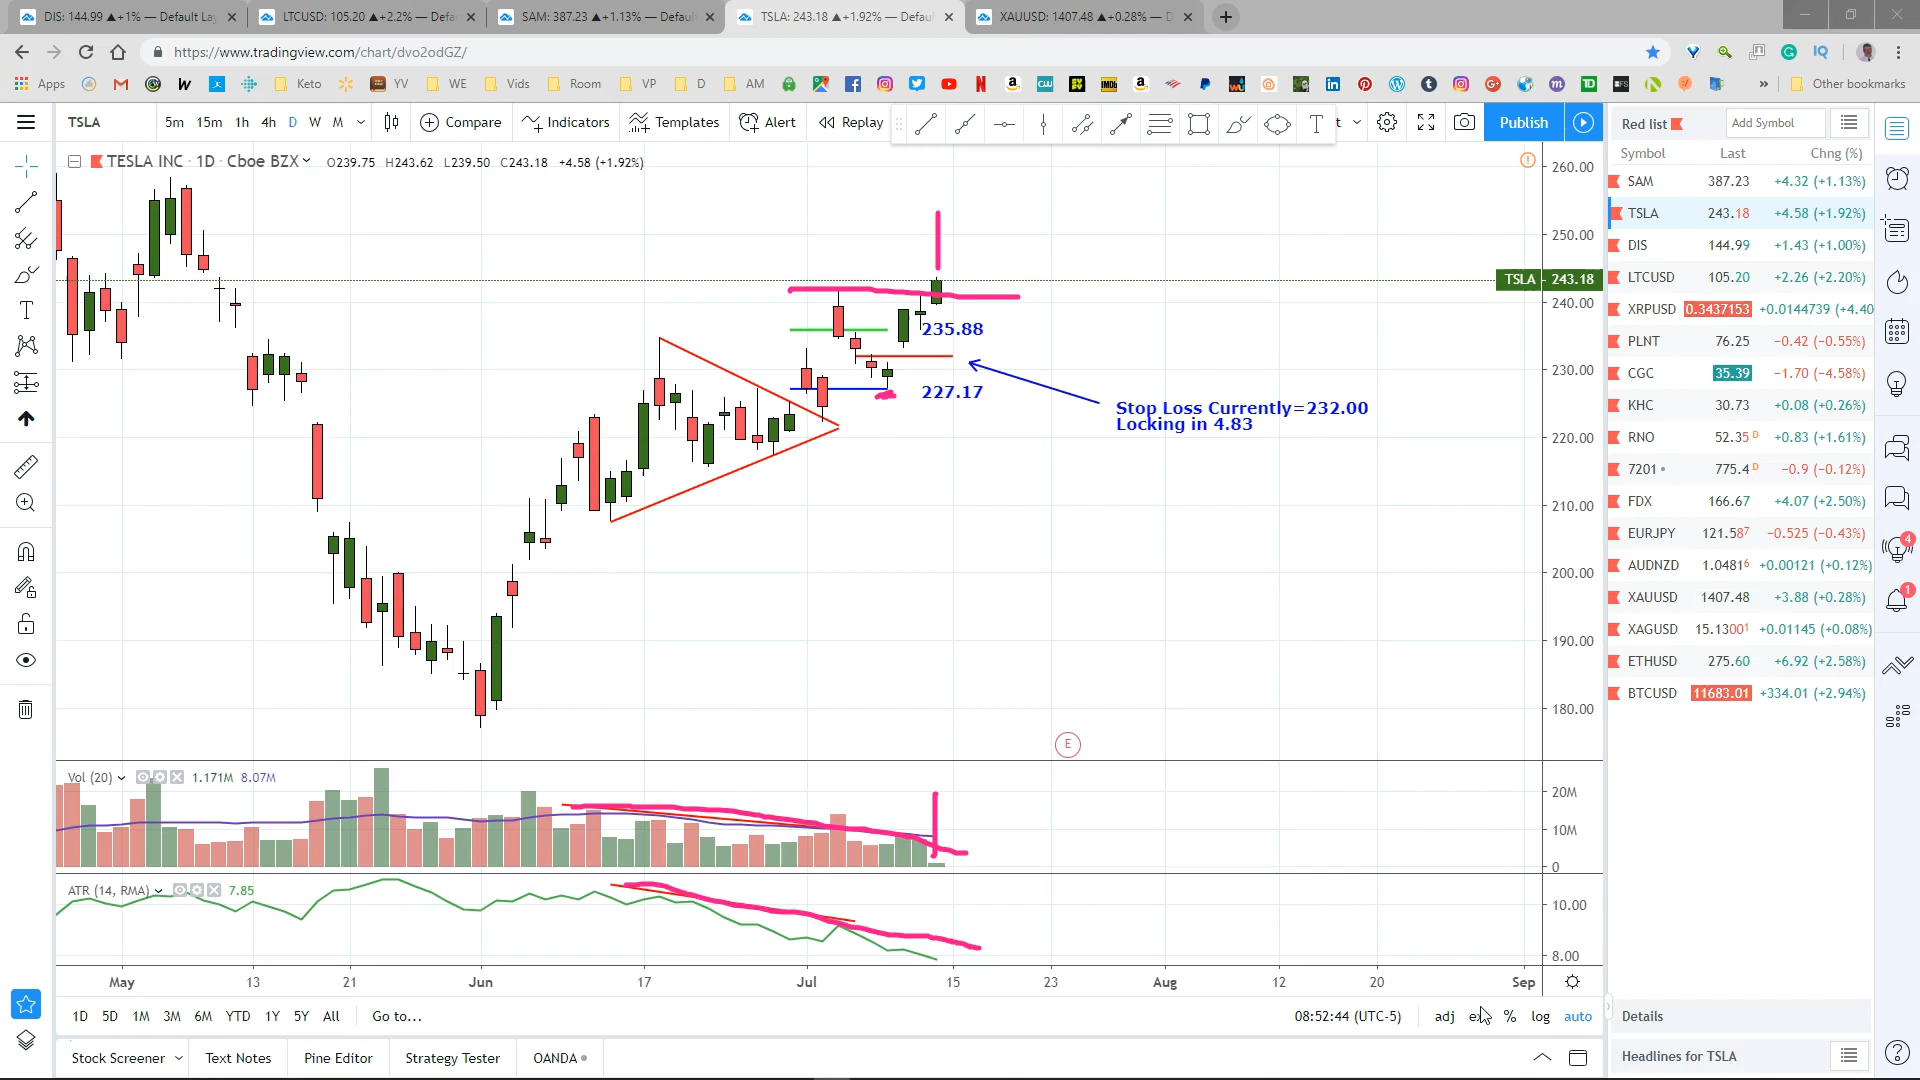 DIS: 144.99 ▲+1% — Default La
LTCUSD: 105.20 ▲+2.2% — Defa
SAM: 387.23 ▲+1.13% — Default
TSLA: 243.18 ▲+1.92% — Defaul
XAUUSD: 1407.48 ▲+0.28% — D
https://www.tradingview.com/chart/dvo2odGZ/
Apps Keto YV WE Vids Room VP D AM Other bookmarks
TSLA 5m 15m 1h 4h D W M Compare Indicators Templates Alert Replay Publish
TESLA INC · 1D · Cboe BZX O239.75 H243.62 L239.50 C243.18 +4.58 (+1.92%)
260.00
250.00
TSLA 243.18
240.00
230.00
220.00
210.00
200.00
190.00
180.00
235.88
227.17
Stop Loss Currently=232.00
Locking in 4.83
E
Vol (20) 1.171M 8.07M
20M
10M
0
ATR (14, RMA) 7.85
10.00
8.00
May 13 21 Jun 17 Jul 15 23 Aug 12 20 Sep
1D 5D 1M 3M 6M YTD 1Y 5Y All Go to... 08:52:44 (UTC-5) adj % log auto
Stock Screener Text Notes Pine Editor Strategy Tester OANDA
Red list Add Symbol
Symbol Last Chng (%)
SAM 387.23 +4.32 (+1.13%)
TSLA 243.18 +4.58 (+1.92%)
DIS 144.99 +1.43 (+1.00%)
LTCUSD 105.20 +2.26 (+2.20%)
XRPUSD 0.3437153 +0.0144739 (+4.40
PLNT 76.25 −0.42 (−0.55%)
CGC 35.39 −1.70 (−4.58%)
KHC 30.73 +0.08 (+0.26%)
RNO 52.35 D +0.83 (+1.61%)
7201 775.4 D −0.9 (−0.12%)
FDX 166.67 +4.07 (+2.50%)
EURJPY 121.587 −0.525 (−0.43%)
AUDNZD 1.04816 +0.00121 (+0.12%)
XAUUSD 1407.48 +3.88 (+0.28%)
XAGUSD 15.13001 +0.01145 (+0.08%)
ETHUSD 275.60 +6.92 (+2.58%)
BTCUSD 11683.01 +334.01 (+2.94%)
4
1
Details
Headlines for TSLA